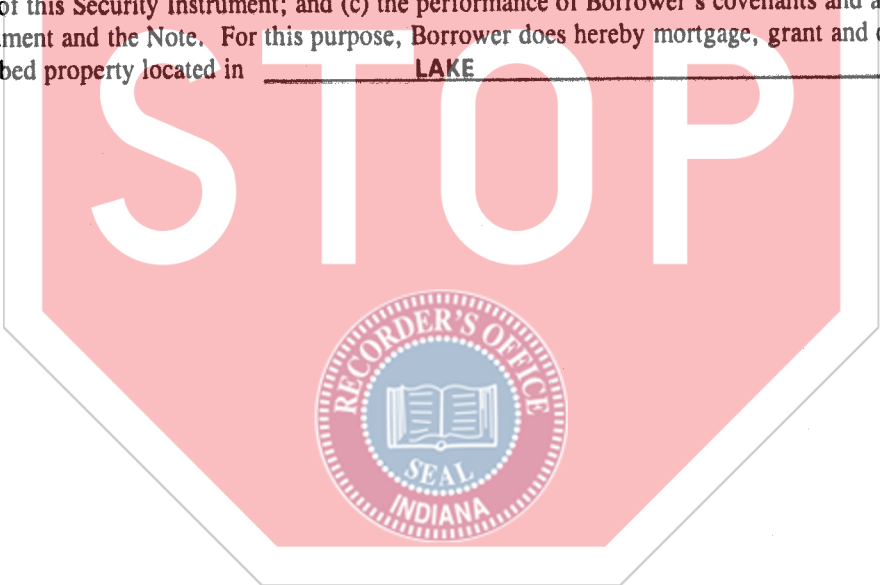 of this Security Instrument; and (c) the performance of Borrower's covenants and a
ment and the Note. For this purpose, Borrower does hereby mortgage, grant and
bed property located in LAKE
STOP
RECORDER'S OFFICE
SEAL
INDIANA